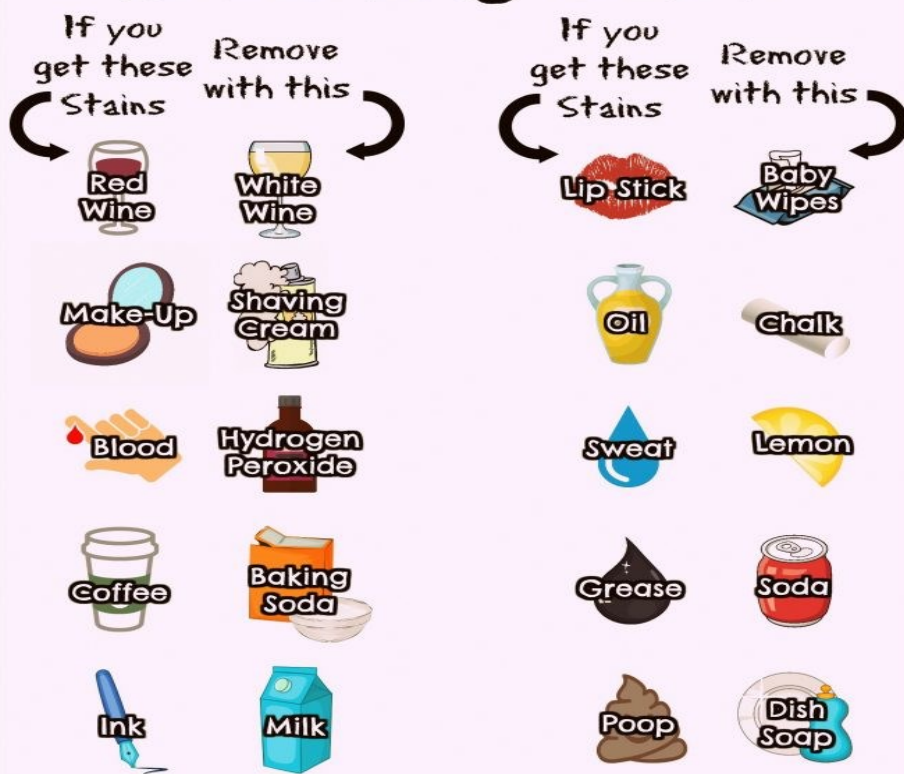 If you
get these
Stains
Remove
with this
Red
Wine
White
Wine
Make-Up
Shaving
Cream
Blood
Hydrogen
Peroxide
Coffee
Baking
Soda
Ink
Milk
If you
get these
Stains
Remove
with this
Lip Stick
Baby
Wipes
Oil
Chalk
Sweat
Lemon
Grease
Soda
Poop
Dish
Soap